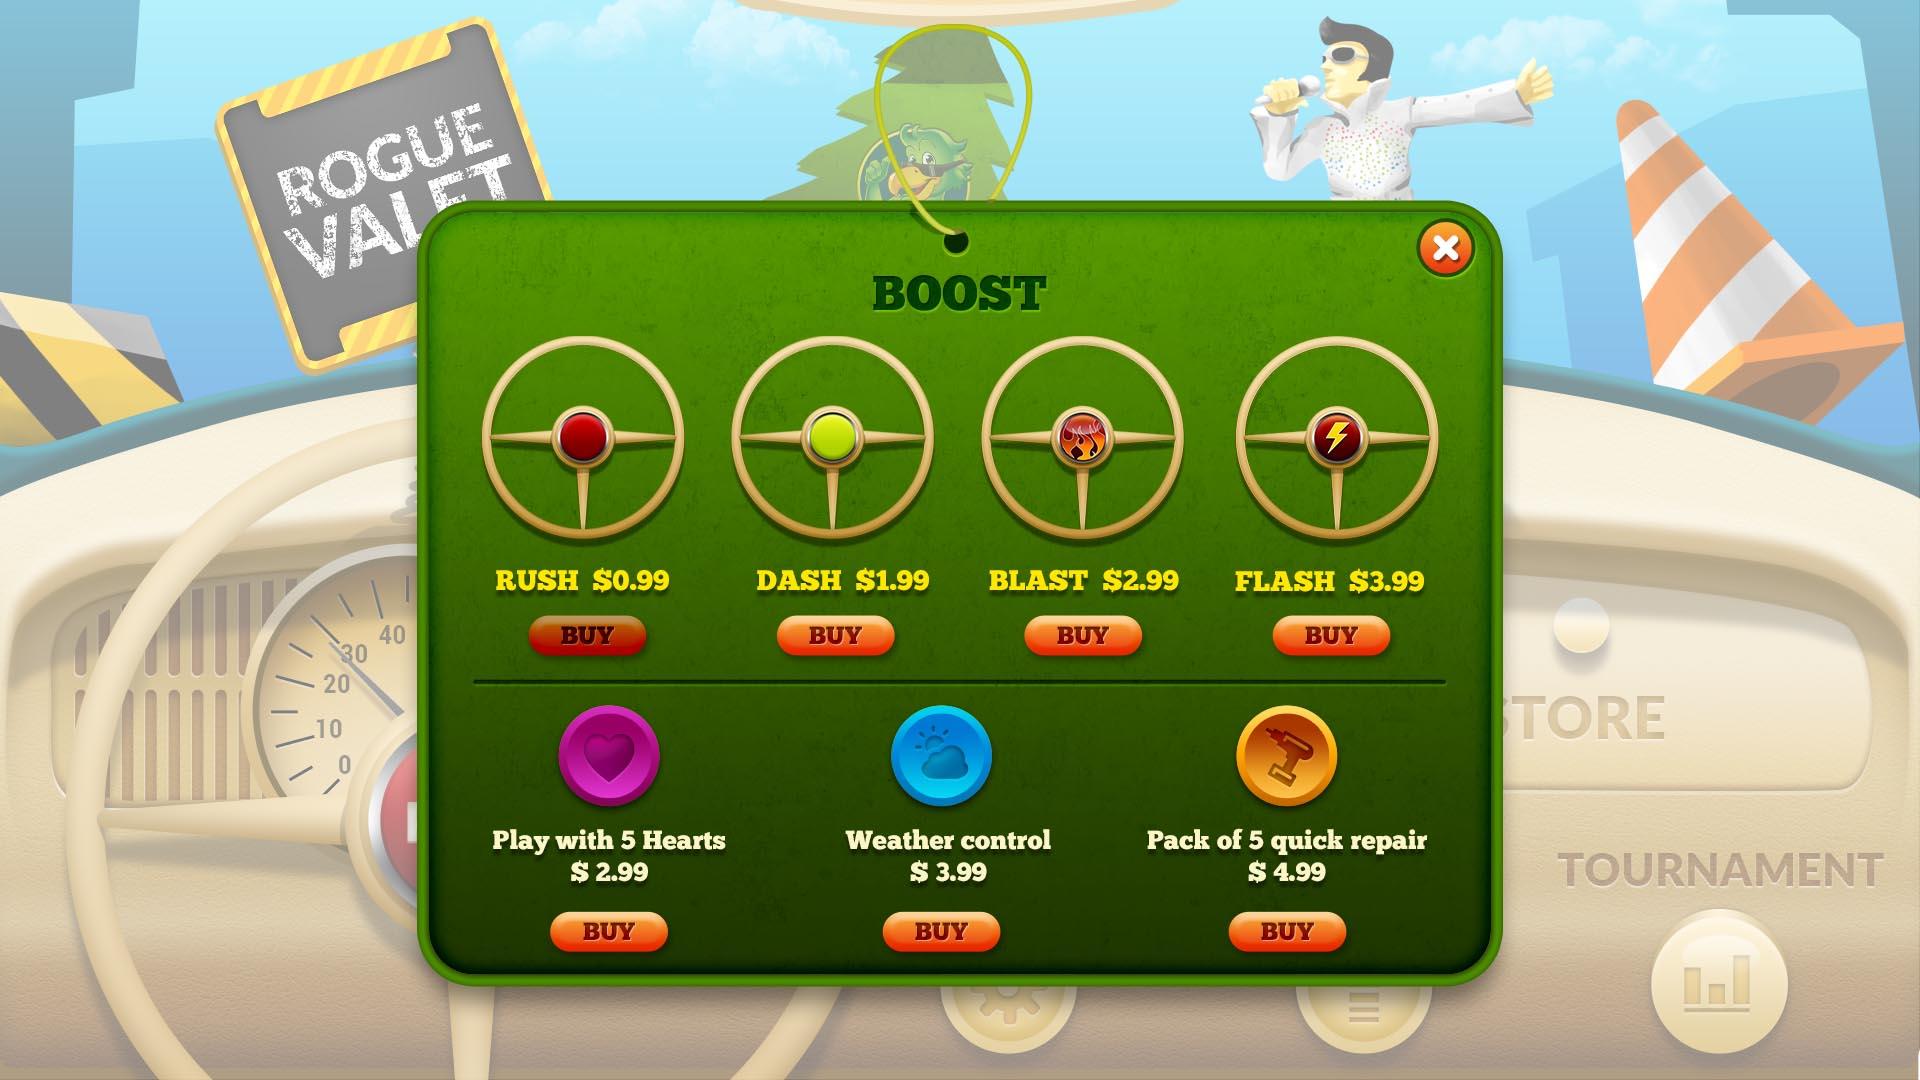 ROGUE
VALET
BOOST
RUSH $0.99
DASH $1.99
BLAST $2.99
FLASH $3.99
BUY
BUY
BUY
BUY
Play with 5 Hearts
$ 2.99
Weather control
$ 3.99
Pack of 5 quick repair
$ 4.99
BUY
BUY
BUY
40
30
20
10
0
STORE
TOURNAMENT